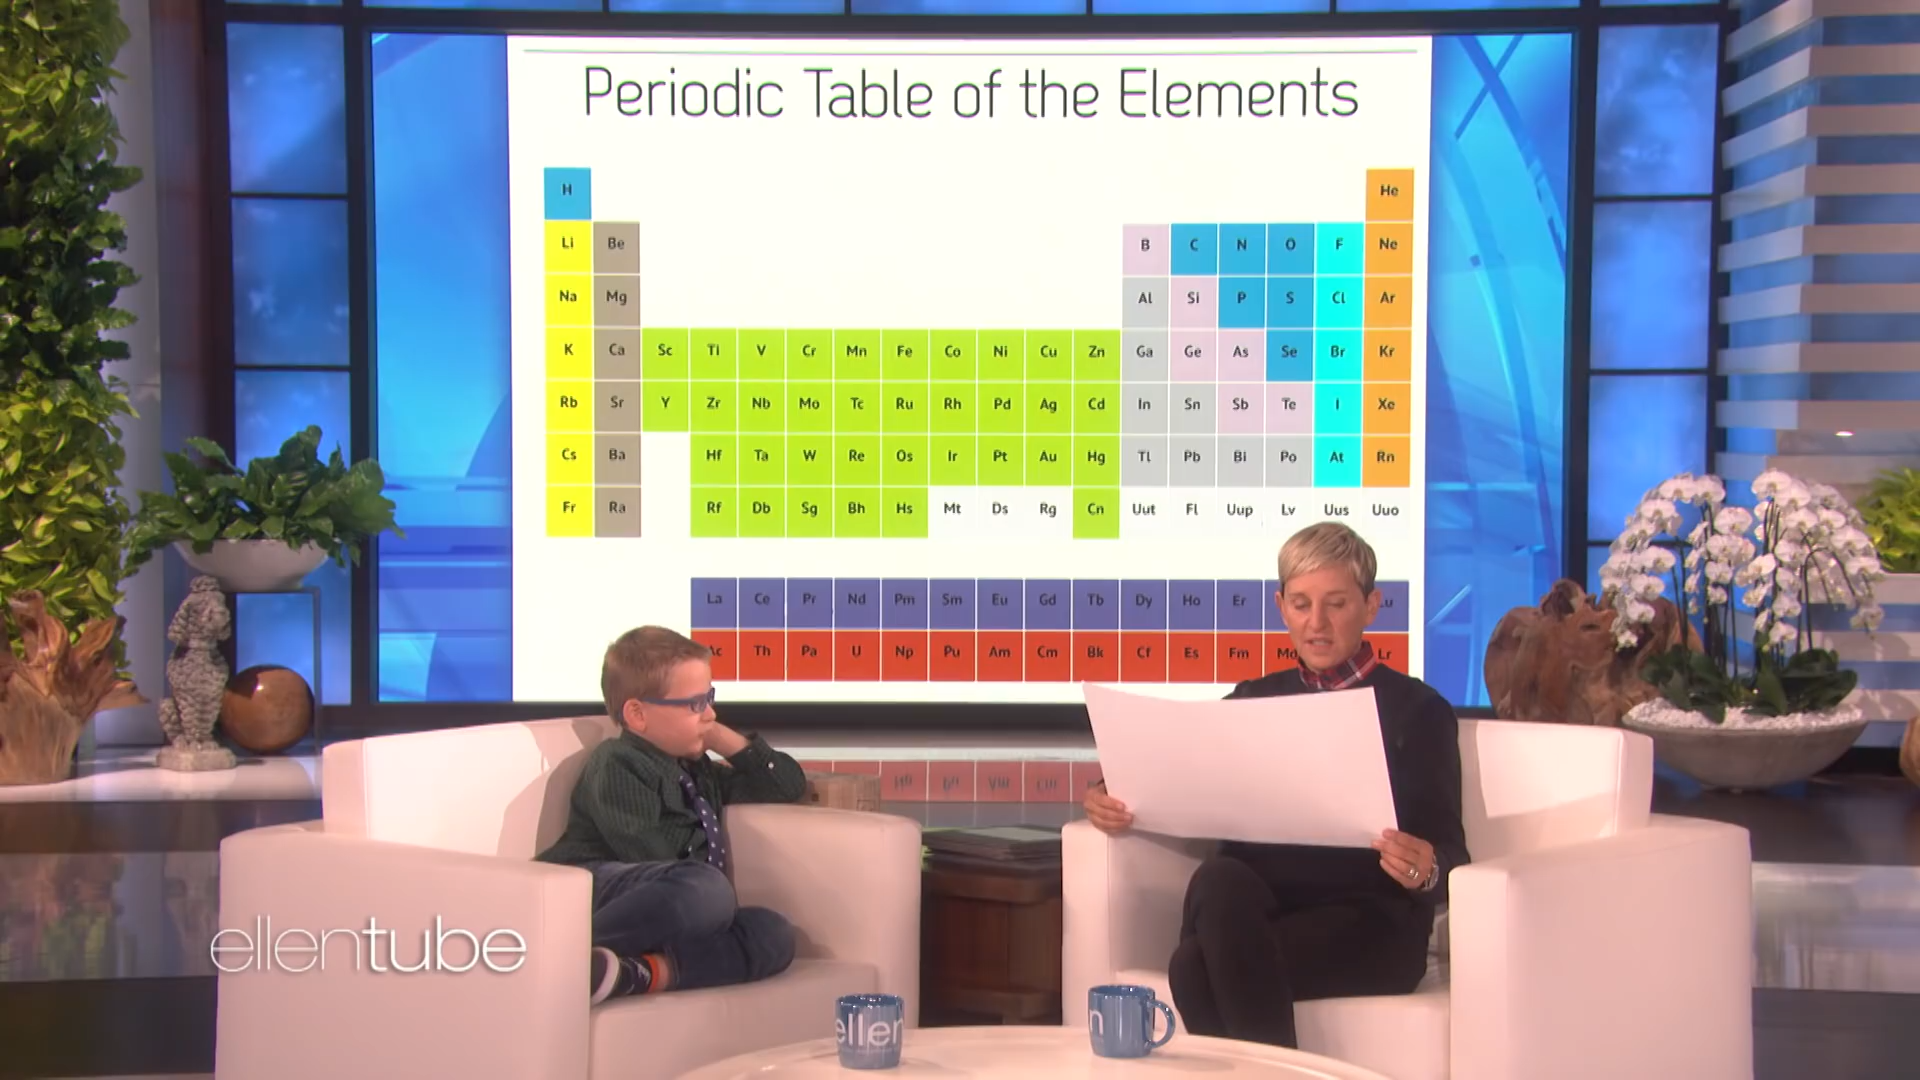 Periodic Table of the Elements
H He
Li Be B C N O F Ne
Na Mg Al Si P S Cl Ar
K Ca Sc Ti V Cr Mn Fe Co Ni Cu Zn Ga Ge As Se Br Kr
Rb Sr Y Zr Nb Mo Tc Ru Rh Pd Ag Cd In Sn Sb Te I Xe
Cs Ba Hf Ta W Re Os Ir Pt Au Hg Tl Pb Bi Po At Rn
Fr Ra Rf Db Sg Bh Hs Mt Ds Rg Cn Uut Fl Uup Lv Uus Uuo
La Ce Pr Nd Pm Sm Eu Gd Tb Dy Ho Er Lu
Ac Th Pa U Np Pu Am Cm Bk Cf Es Fm Md Lr
ellentube
ellen
n